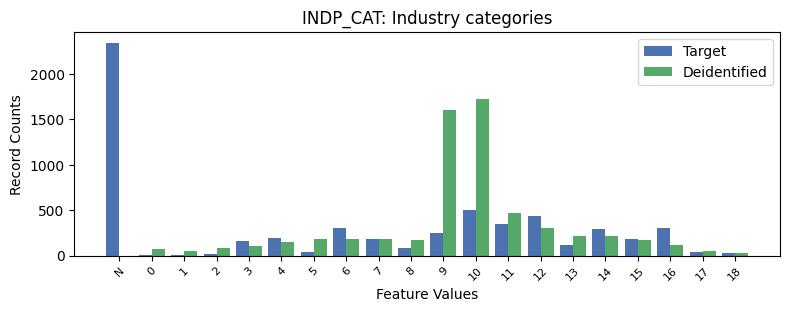 INDP_CAT: Industry categories
Target
Deidentified
Record Counts
2000
1500
1000
500
0
N 0 1 2 3 4 5 6 7 8 9 10 11 12 13 14 15 16 17 18
Feature Values